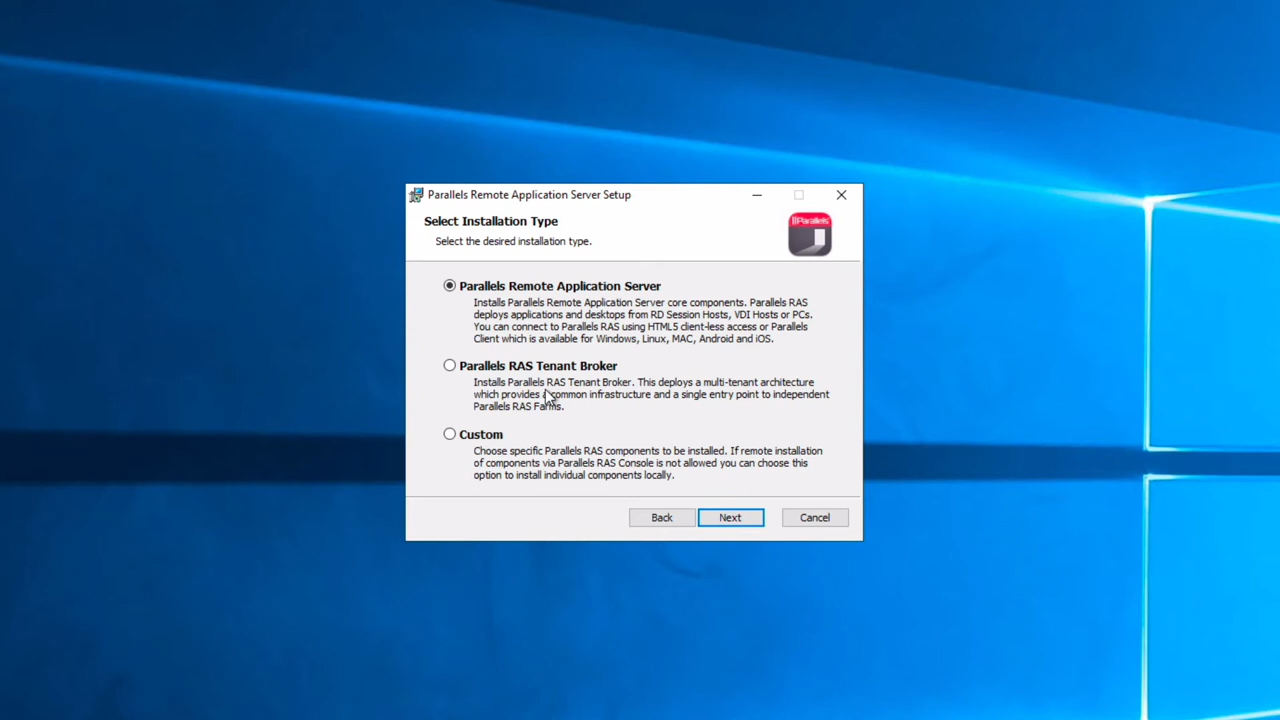 Parallels Remote Application Server Setup
Select Installation Type
Select the desired installation type.
Parallels
Parallels Remote Application Server
Installs Parallels Remote Application Server core components. Parallels RAS
deploys applications and desktops from RD Session Hosts, VDI Hosts or PCs.
You can connect to Parallels RAS using HTML5 client-less access or Parallels
Client which is available for Windows, Linux, MAC, Android and iOS.
Parallels RAS Tenant Broker
Installs Parallels RAS Tenant Broker. This deploys a multi-tenant architecture
which provides a common infrastructure and a single entry point to independent
Parallels RAS Farms.
Custom
Choose specific Parallels RAS components to be installed. If remote installation
of components via Parallels RAS Console is not allowed you can choose this
option to install individual components locally.
Back Next Cancel